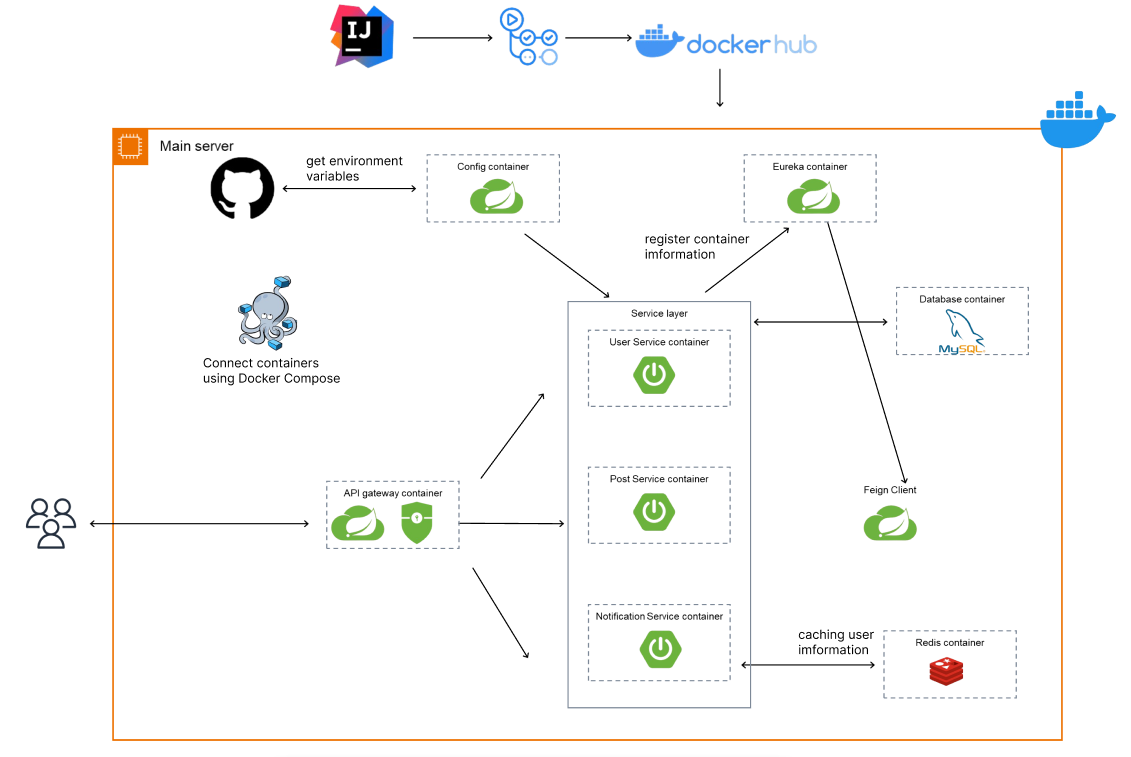 IJ
dockerhub
Main server
get environment
variables
Config container
Eureka container
register container
imformation
Database container
MySQL
Service layer
User Service container
Connect containers
using Docker Compose
Post Service container
API gateway container
Feign Client
Notification Service container
caching user
imformation
Redis container